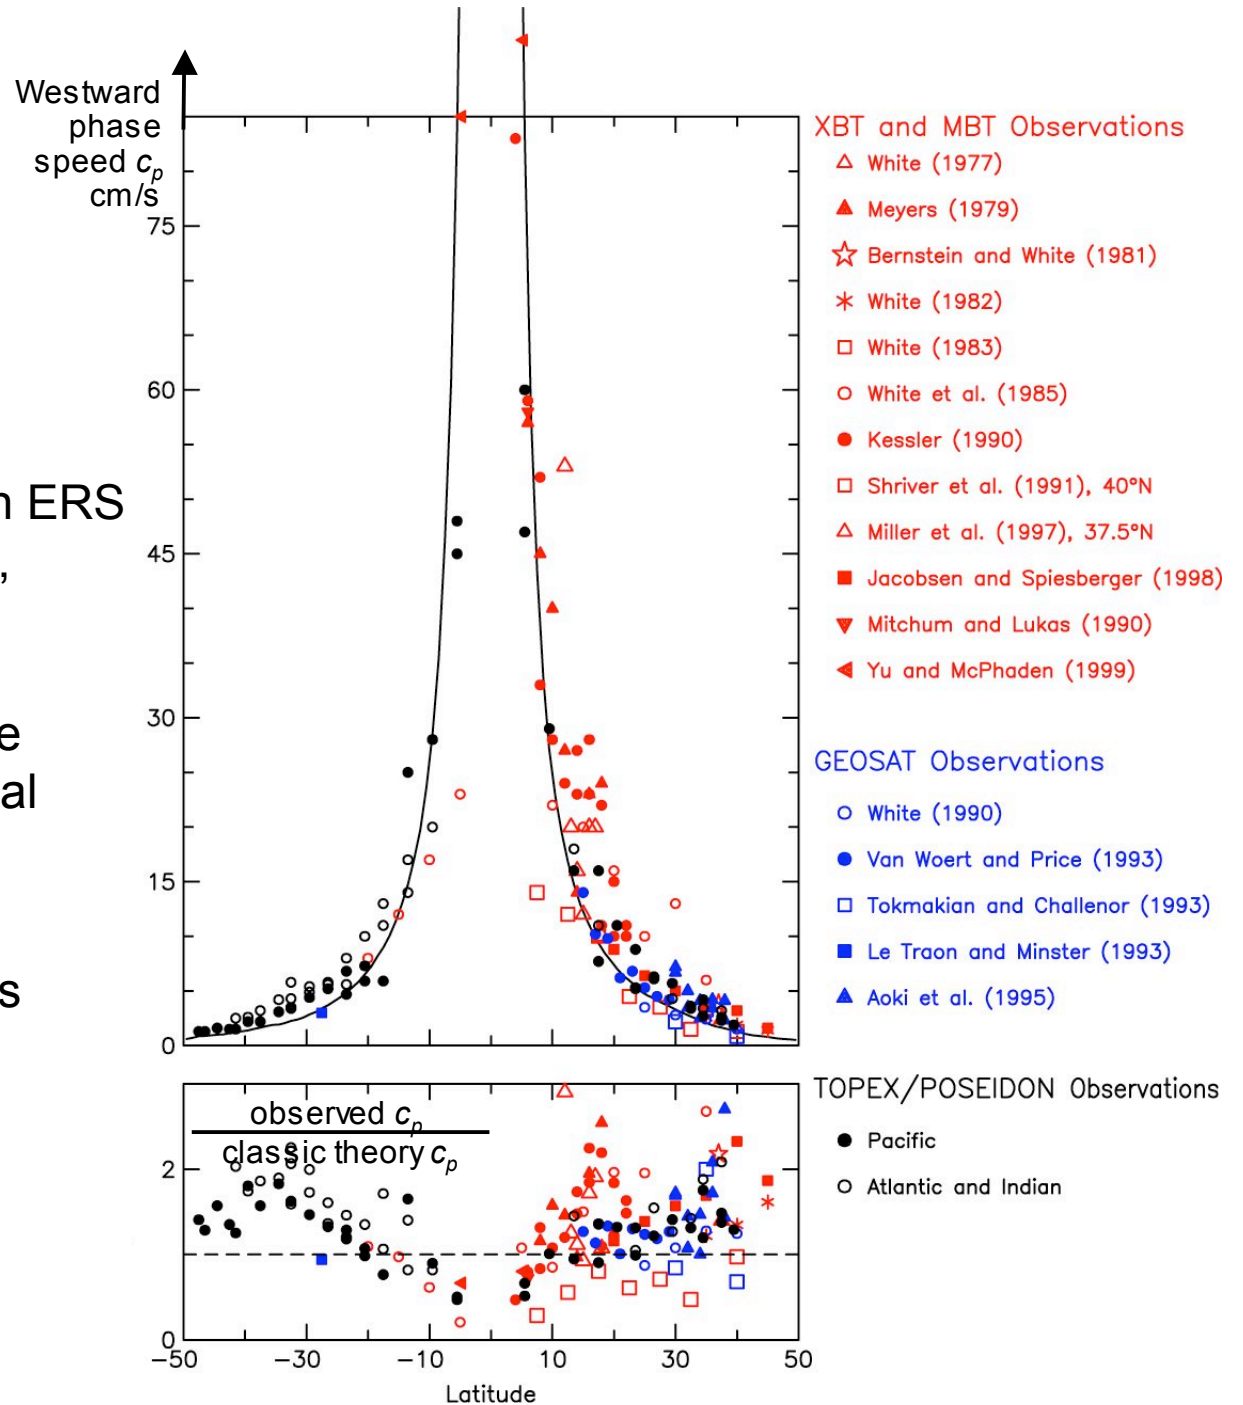 Westward
phase
speed cp
cm/s
75
60
45
30
15
0
ERS
,
e
al
s
XBT and MBT Observations
White (1977)
Meyers (1979)
Bernstein and White (1981)
White (1982)
White (1983)
White et al. (1985)
Kessler (1990)
Shriver et al. (1991), 40°N
Miller et al. (1997), 37.5°N
Jacobsen and Spiesberger (1998)
Mitchum and Lukas (1990)
Yu and McPhaden (1999)
GEOSAT Observations
White (1990)
Van Woert and Price (1993)
Tokmakian and Challenor (1993)
Le Traon and Minster (1993)
Aoki et al. (1995)
TOPEX/POSEIDON Observations
Pacific
Atlantic and Indian
observed cp
classic theory cp
2
0
-50 -30 -10 10 30 50
Latitude